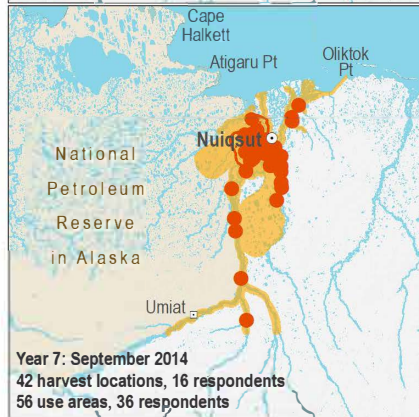 Cape
Halkett
Oliktok
Pt
Atigaru Pt
Nuiqsut
National
Petroleum
Reserve
in Alaska
Umiat
Year 7: September 2014
42 harvest locations, 16 respondents
56 use areas, 36 respondents